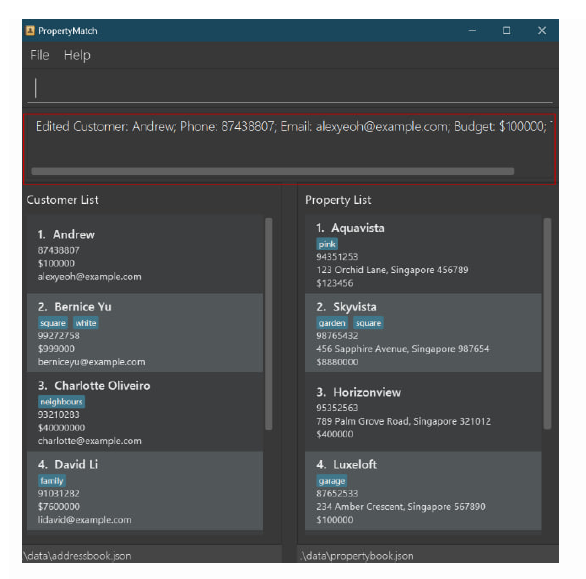 PropertyMatch
File Help
Edited Customer: Andrew; Phone: 87438807; Email: alexyeoh@example.com; Budget: $100000;
Customer List
1. Andrew
87438807
$100000
alexyeoh@example.com
2. Bernice Yu
square white
99272758
$999000
berniceyu@example.com
3. Charlotte Oliveiro
neighbours
93210283
$40000000
charlotte@example.com
4. David Li
family
91031282
$7600000
lidavid@example.com
Property List
1. Aquavista
pink
94351253
123 Orchid Lane, Singapore 456789
$123456
2. Skyvista
garden square
98765432
456 Sapphire Avenue, Singapore 987654
$8880000
3. Horizonview
95352563
789 Palm Grove Road, Singapore 321012
$400000
4. Luxeloft
garage
87652533
234 Amber Crescent, Singapore 567890
$100000
.\data\addressbook.json
.\data\propertybook.json